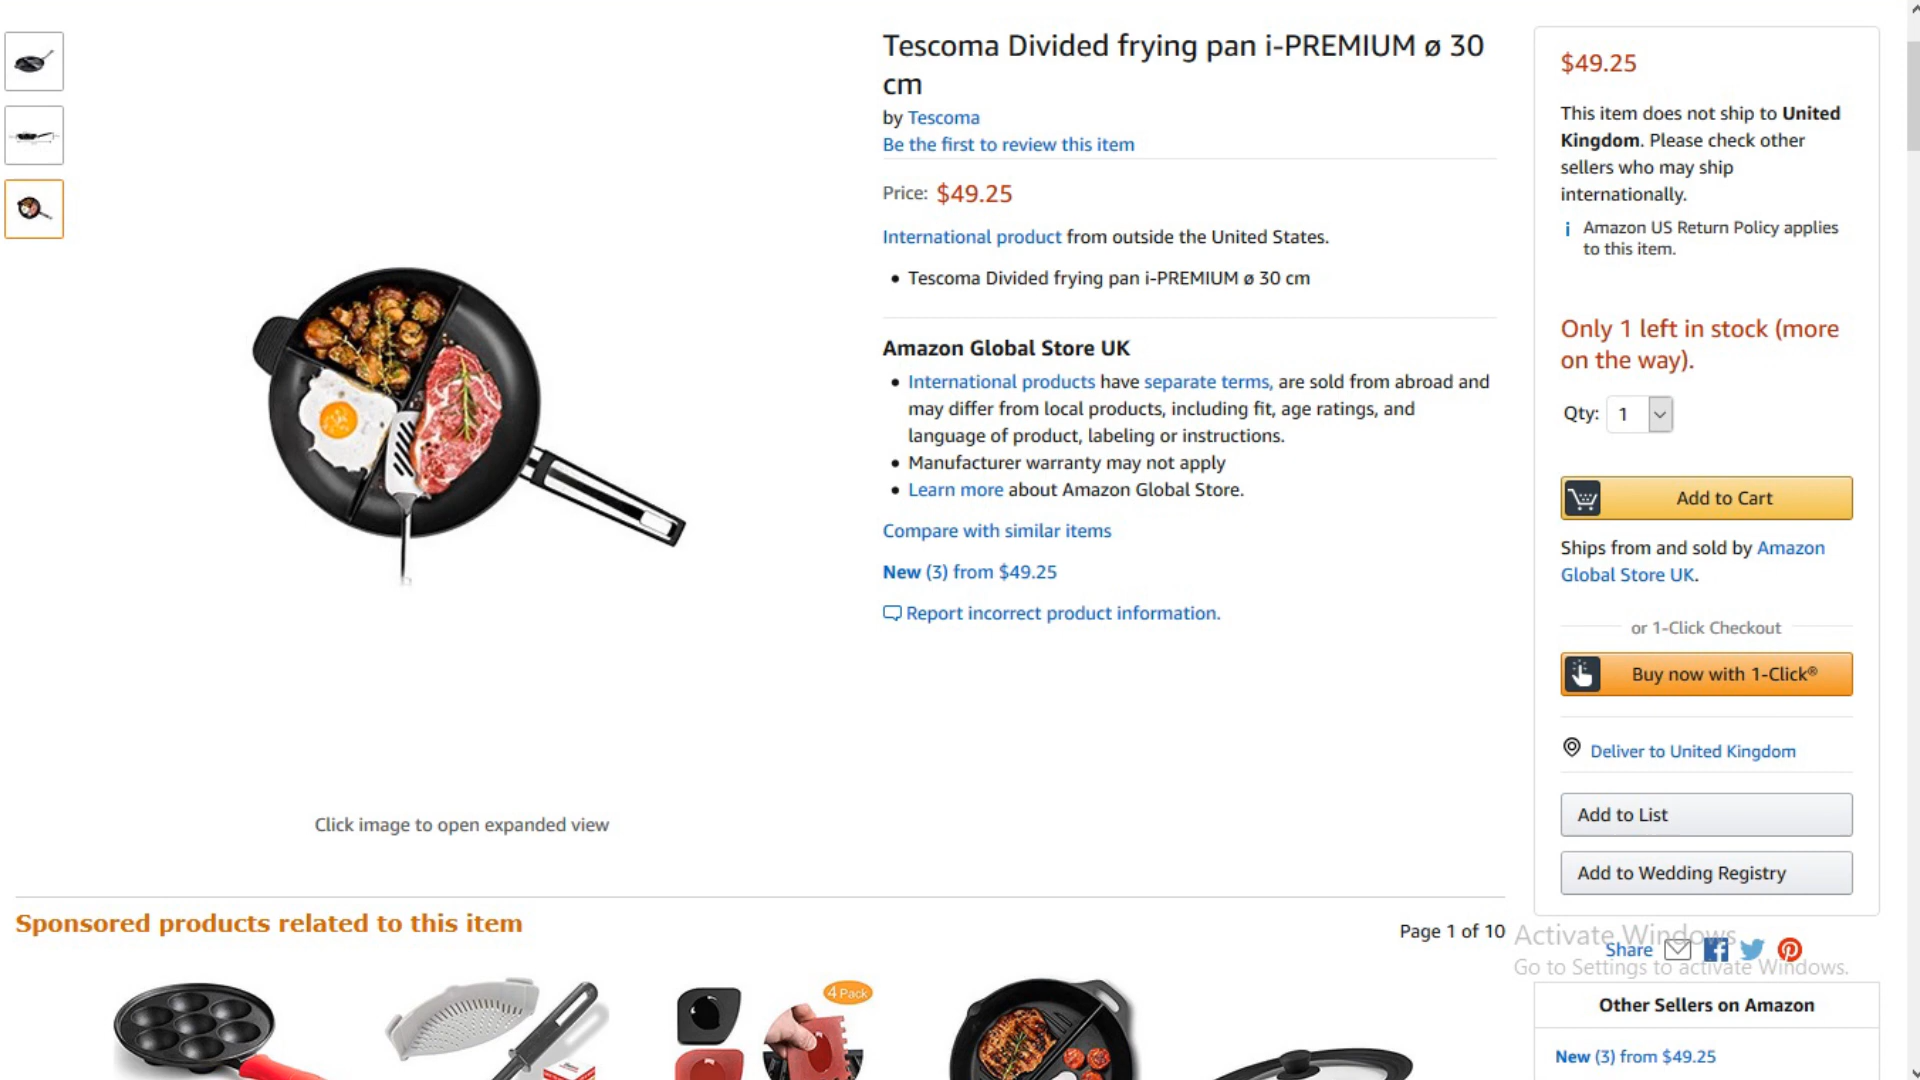 Tescoma Divided frying pan i-PREMIUM ø 30
cm
by Tescoma
Be the first to review this item
Price: $49.25
International product from outside the United States.
• Tescoma Divided frying pan i-PREMIUM ø 30 cm
Amazon Global Store UK
• International products have separate terms, are sold from abroad and
may differ from local products, including fit, age ratings, and
language of product, labeling or instructions.
• Manufacturer warranty may not apply
• Learn more about Amazon Global Store.
Compare with similar items
New (3) from $49.25
Report incorrect product information.
Click image to open expanded view
$49.25
This item does not ship to United
Kingdom. Please check other
sellers who may ship
internationally.
i Amazon US Return Policy applies
to this item.
Only 1 left in stock (more
on the way).
Qty: 1
Add to Cart
Ships from and sold by Amazon
Global Store UK.
or 1-Click Checkout
Buy now with 1-Click®
Deliver to United Kingdom
Add to List
Add to Wedding Registry
Share
Activate Windows
Go to Settings to activate Windows.
Other Sellers on Amazon
New (3) from $49.25
Sponsored products related to this item
Page 1 of 10
4 Pack